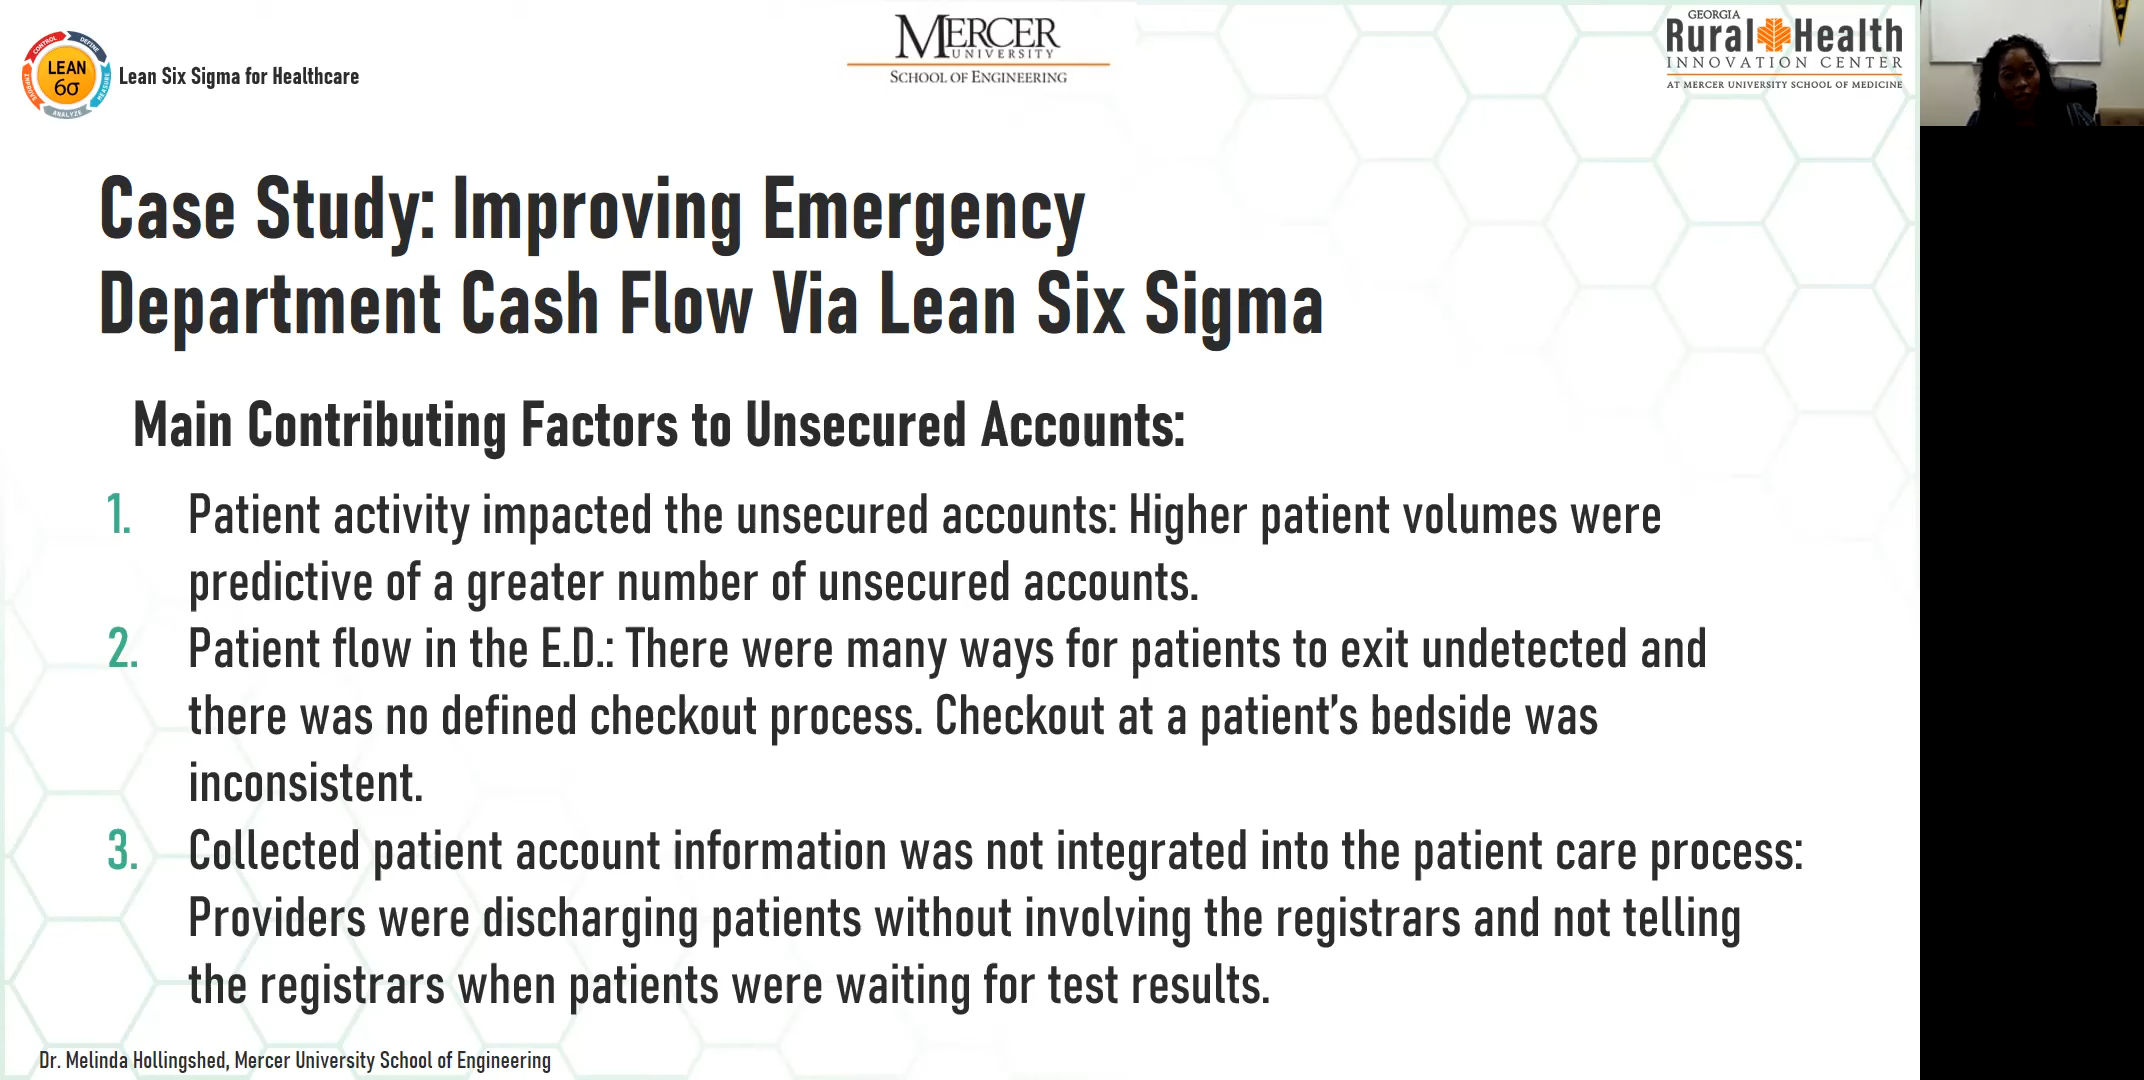 CONTROL
DEFINE
MEASURE
ANALYZE
IMPROVE
LEAN
6σ
Lean Six Sigma for Healthcare
MERCER
UNIVERSITY
SCHOOL OF ENGINEERING
GEORGIA
Rural Health
INNOVATION CENTER
AT MERCER UNIVERSITY SCHOOL OF MEDICINE
Case Study: Improving Emergency
Department Cash Flow Via Lean Six Sigma
Main Contributing Factors to Unsecured Accounts:
1. Patient activity impacted the unsecured accounts: Higher patient volumes were
predictive of a greater number of unsecured accounts.
2. Patient flow in the E.D.: There were many ways for patients to exit undetected and
there was no defined checkout process. Checkout at a patient’s bedside was
inconsistent.
3. Collected patient account information was not integrated into the patient care process:
Providers were discharging patients without involving the registrars and not telling
the registrars when patients were waiting for test results.
Dr. Melinda Hollingshed, Mercer University School of Engineering